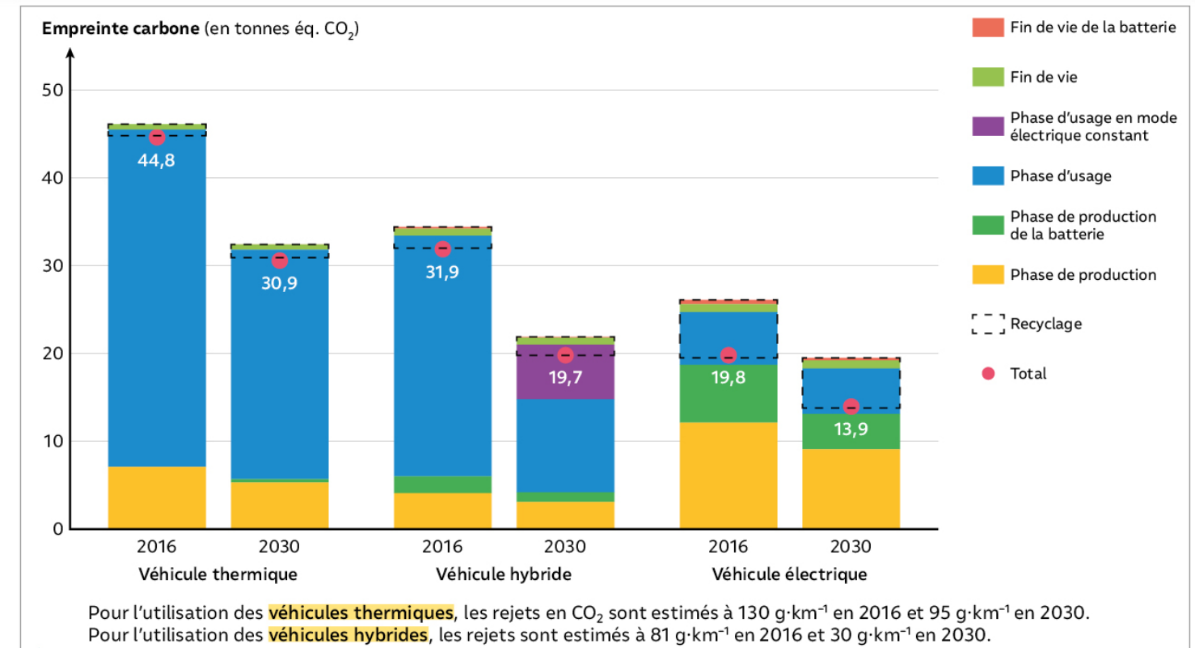 Empreinte carbone (en tonnes éq. CO₂)
50
40
30
20
10
0
44,8
30,9
31,9
19,7
19,8
13,9
2016
2030
2016
2030
2016
2030
Véhicule thermique
Véhicule hybride
Véhicule électrique
Fin de vie de la batterie
Fin de vie
Phase d'usage en mode
électrique constant
Phase d'usage
Phase de production
de la batterie
Phase de production
Recyclage
Total
Pour l'utilisation des véhicules thermiques, les rejets en CO₂ sont estimés à 130 g·km⁻¹ en 2016 et 95 g·km⁻¹ en 2030.
Pour l'utilisation des véhicules hybrides, les rejets sont estimés à 81 g·km⁻¹ en 2016 et 30 g·km⁻¹ en 2030.